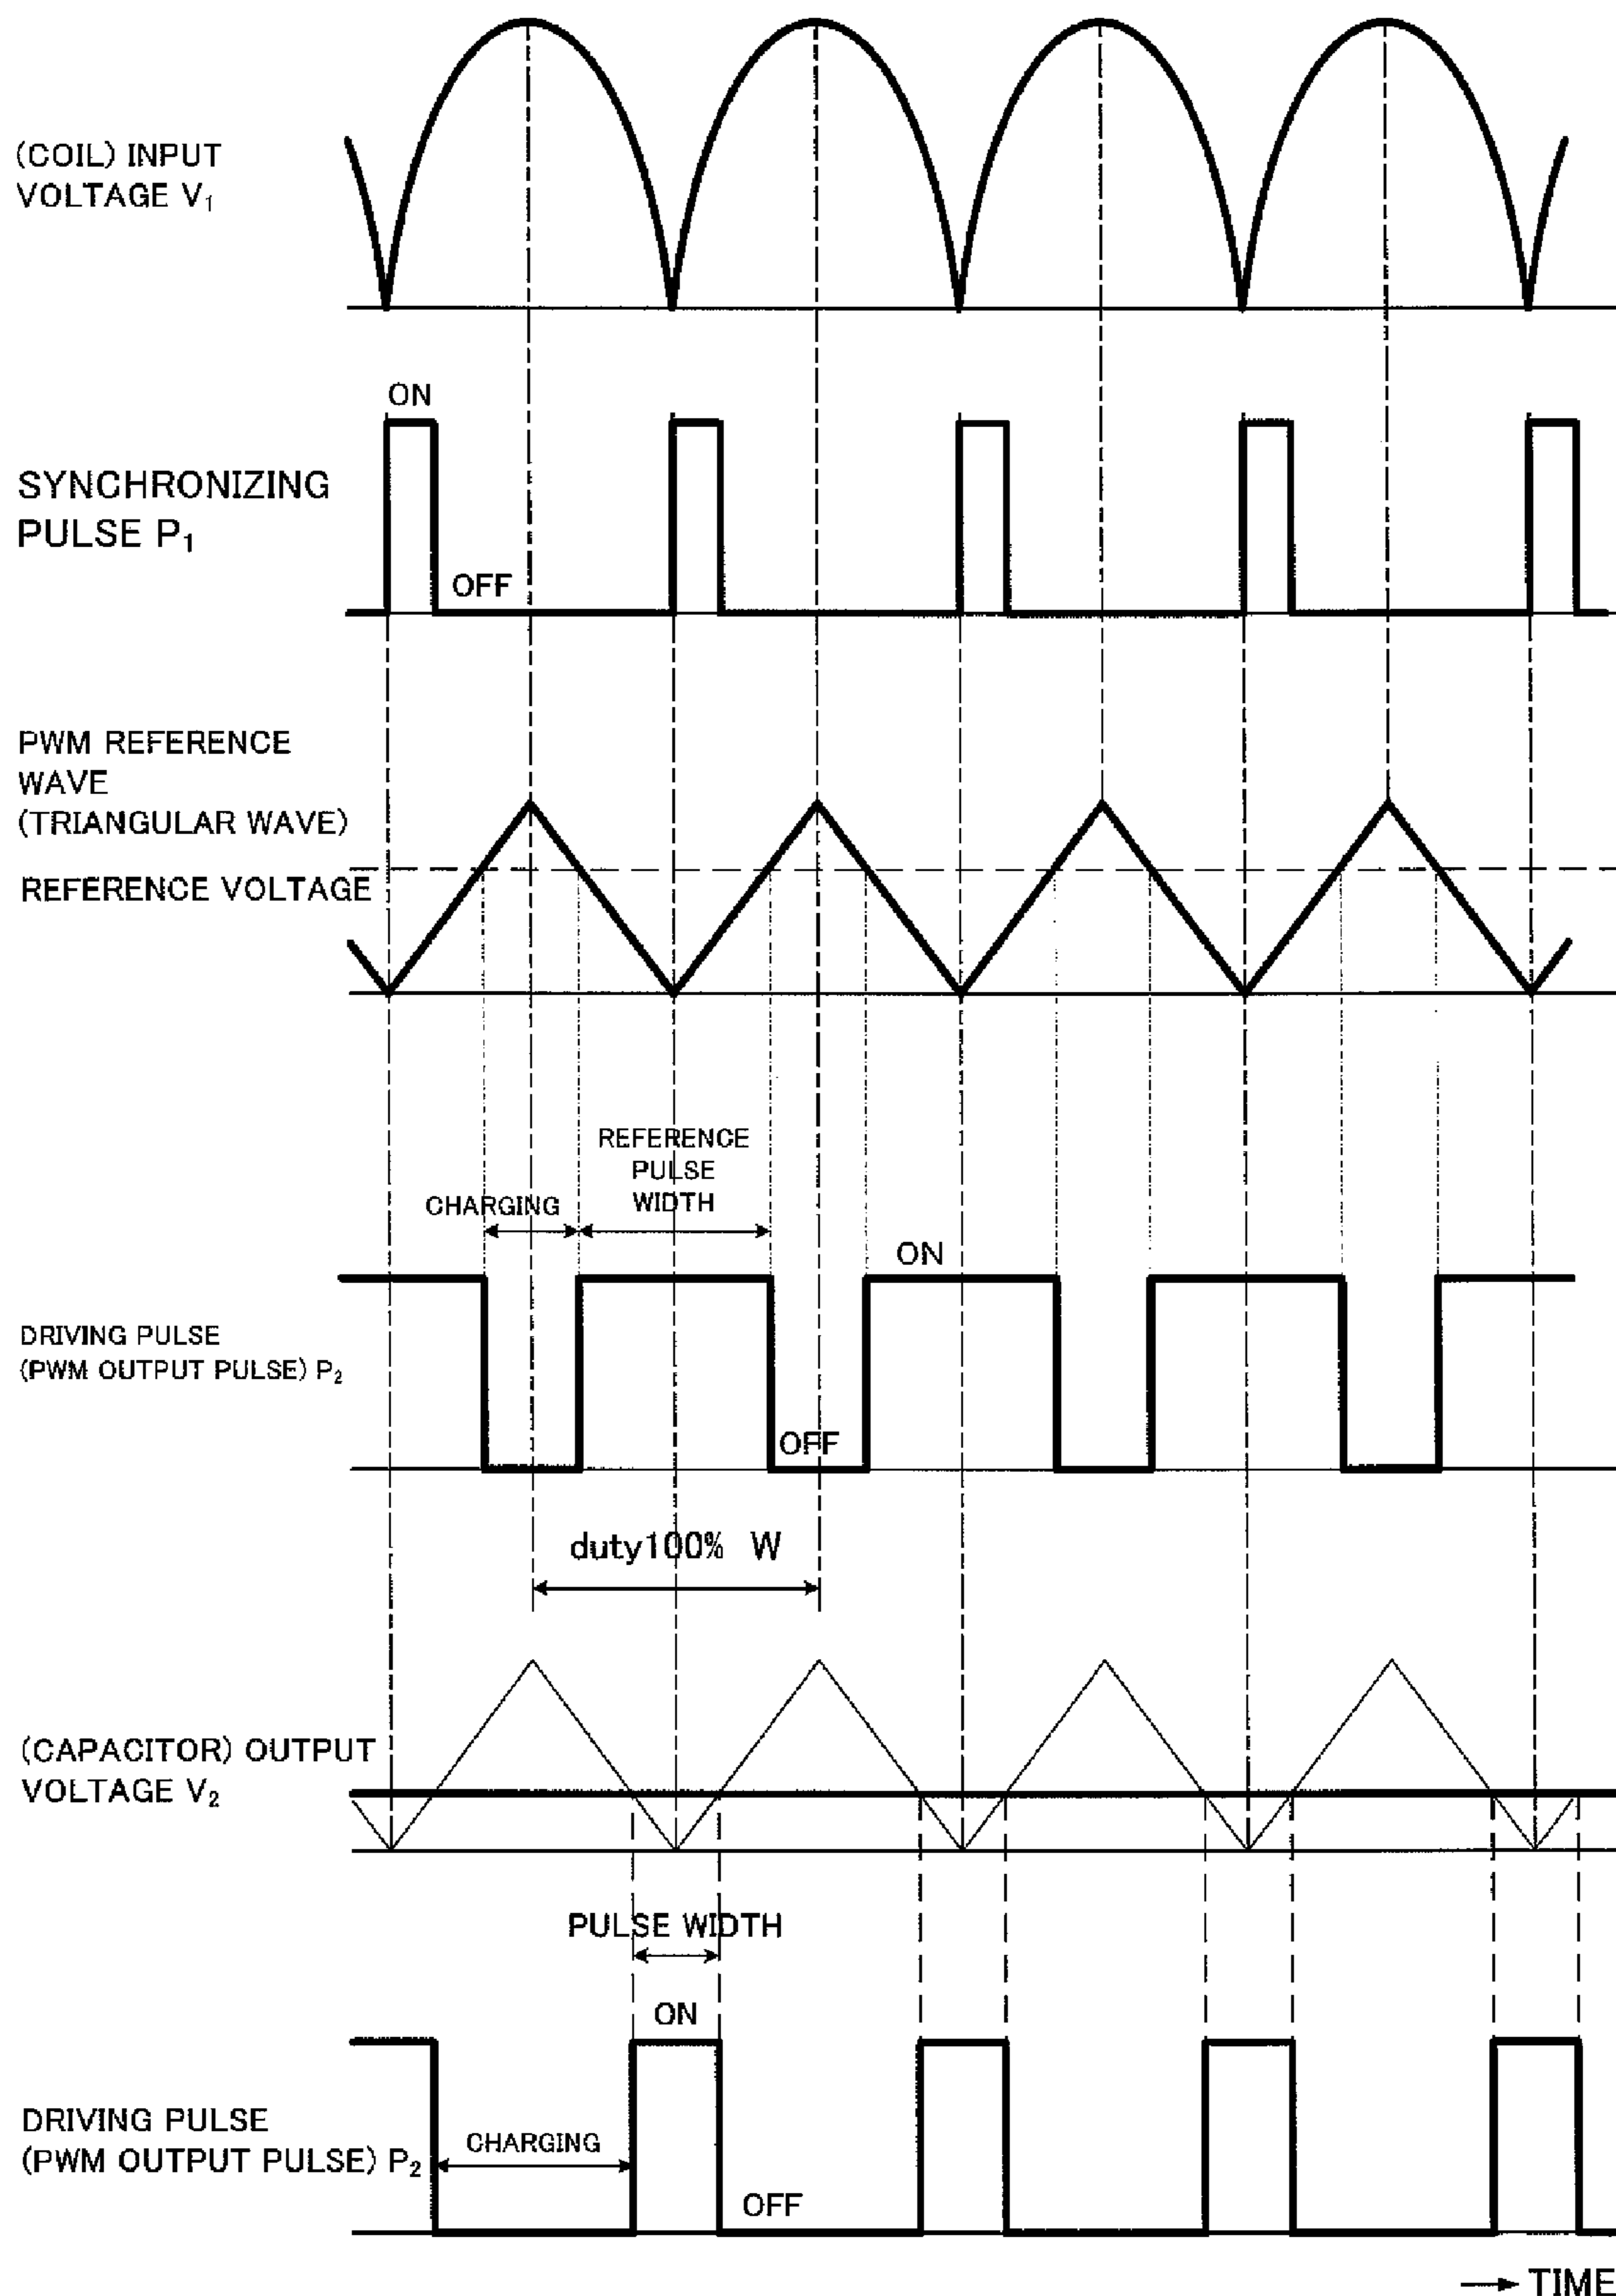 (COIL) INPUT
VOLTAGE V₁
ON
SYNCHRONIZING
PULSE P₁
OFF
PWM REFERENCE
WAVE
(TRIANGULAR WAVE)
REFERENCE VOLTAGE
REFERENCE
PULSE
WIDTH
CHARGING
ON
DRIVING PULSE
(PWM OUTPUT PULSE) P₂
OFF
duty100% W
(CAPACITOR) OUTPUT
VOLTAGE V₂
PULSE WIDTH
ON
DRIVING PULSE
(PWM OUTPUT PULSE) P₂
CHARGING
OFF
TIME